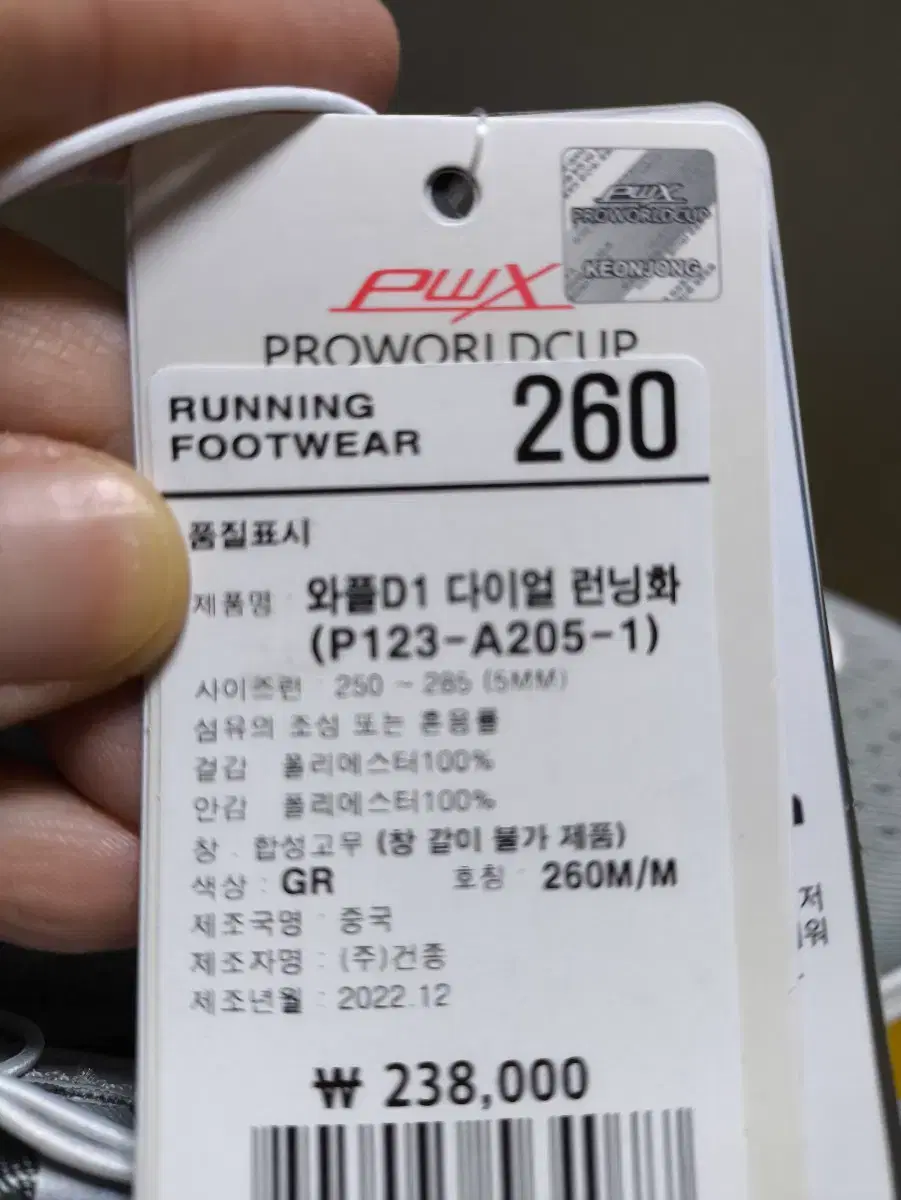 PWX
PROWORLDCUP
KEONJONG
PWX
PROWORLDCUP
RUNNING
FOOTWEAR
260
품질표시
제품명 : 와플D1 다이얼 런닝화
(P123-A205-1)
사이즈런 : 250 ~ 285 (5MM)
섬유의 조성 또는 혼용률
겉감 폴리에스터100%
안감 폴리에스터100%
창 : 합성고무 (창 갈이 불가 제품)
색상 : GR 호칭 : 260M/M
제조국명 : 중국
제조자명 : (주)건종
제조년월 : 2022.12
₩ 238,000
저
워